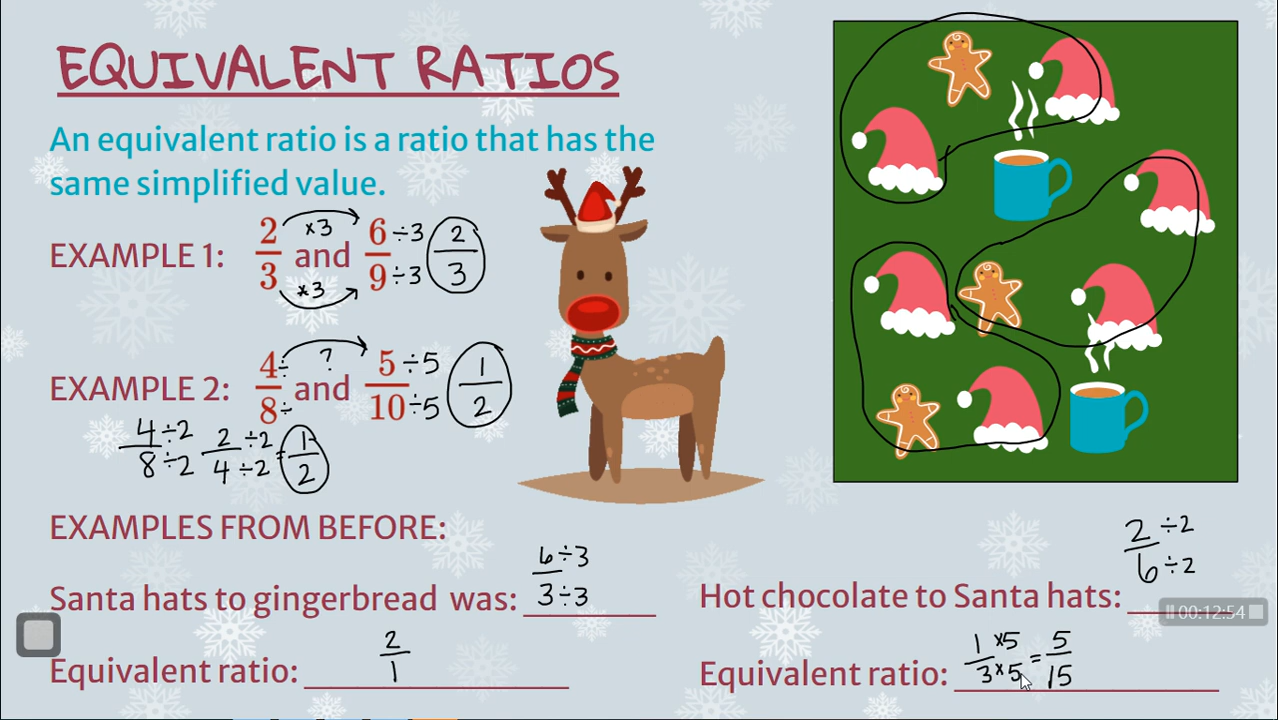 EQUIVALENT RATIOS
An equivalent ratio is a ratio that has the
same simplified value.
EXAMPLE 1: 2/3 and 6/9 ÷3 ÷3 2/3
×3
×3
EXAMPLE 2: 4/8 ÷ ÷ and 5/10 ÷5 ÷5 1/2
?
4/8 ÷2 ÷2 2/4 ÷2 ÷2 = 1/2
EXAMPLES FROM BEFORE:
Santa hats to gingerbread was: 6÷3 / 3÷3
Equivalent ratio: 2/1
Hot chocolate to Santa hats: 2÷2 / 6÷2
00:12:54
Equivalent ratio: 1×5 / 3×5 = 5/15